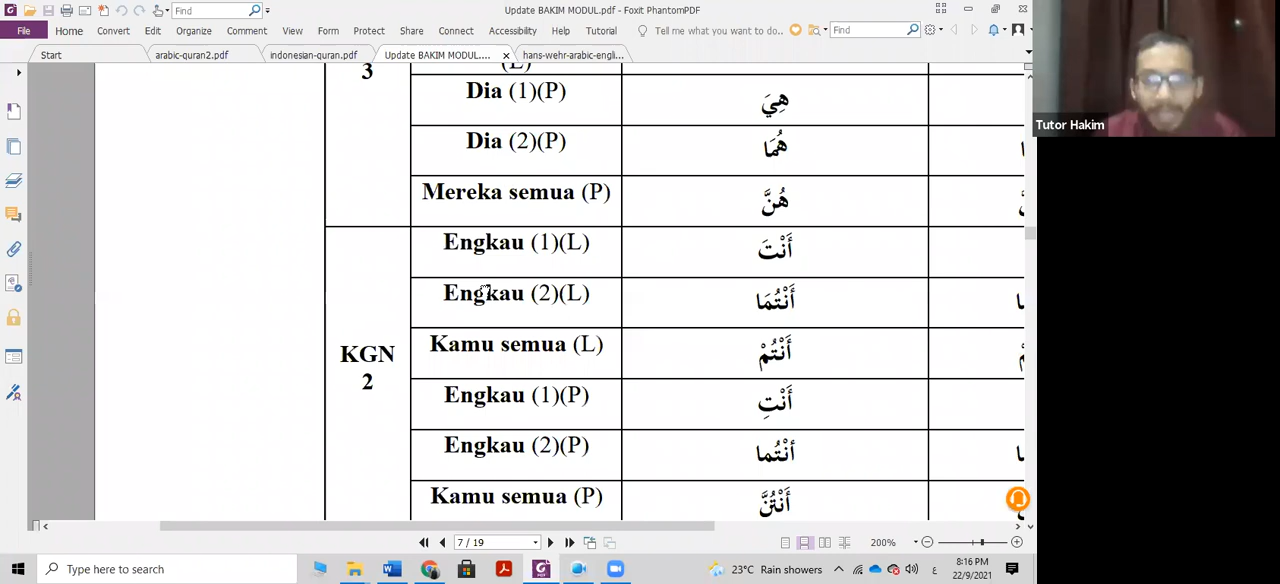 Find
Update BAKIM MODUL.pdf - Foxit PhantomPDF
File Home Convert Edit Organize Comment View Form Protect Share Connect Accessibility Help Tutorial Tell me what you want to do.. Find
Start arabic-quran2.pdf indonesian-quran.pdf Update BAKIM MODUL.... hans-wehr-arabic-engli...
Tutor Hakim
(L)
3
Dia (1)(P) هِيَ
Dia (2)(P) هُمَا
Mereka semua (P) هُنَّ
Engkau (1)(L) أَنْتَ
Engkau (2)(L) أَنْتُمَا
Kamu semua (L) أَنْتُمْ
KGN
2
Engkau (1)(P) أَنْتِ
Engkau (2)(P) أنْتُما
Kamu semua (P) أَنْتُنَّ
7 / 19 200%
Type here to search
23°C Rain showers
ع
8:16 PM
22/9/2021